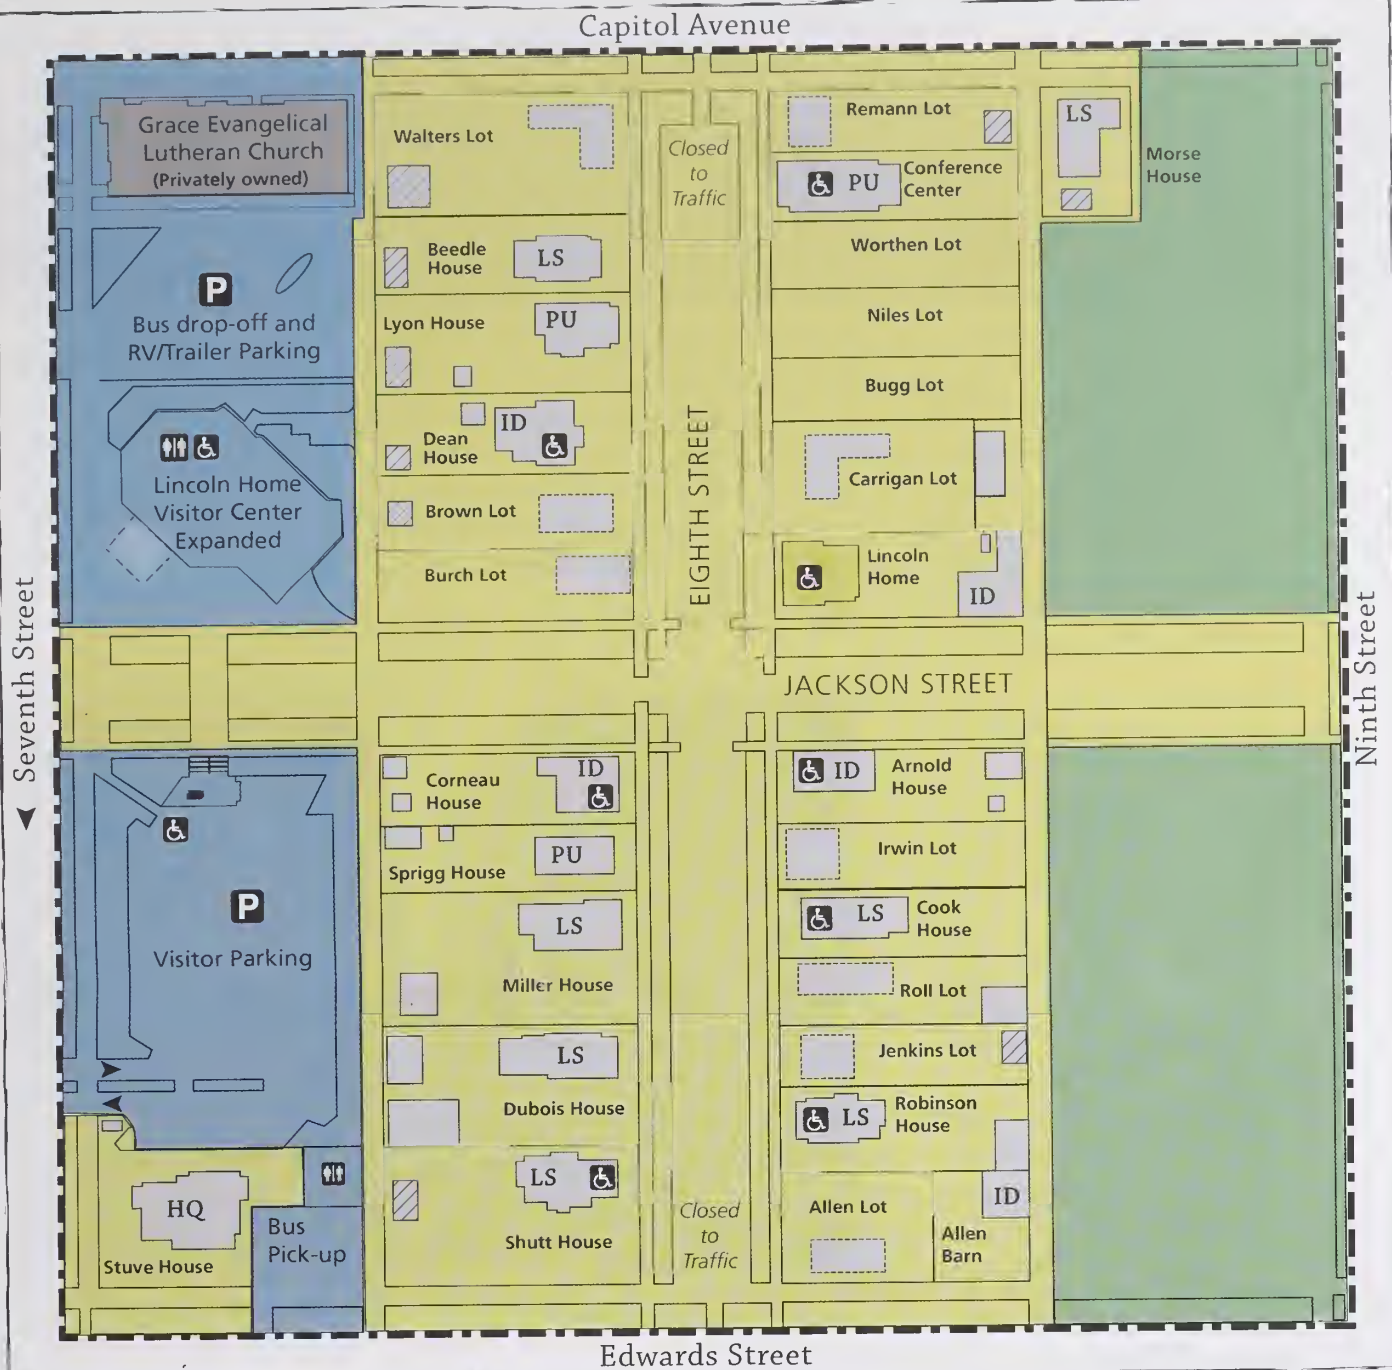 Capitol Avenue
Grace Evangelical
Lutheran Church
(Privately owned)
P
Bus drop-off and
RV/Trailer Parking
Lincoln Home
Visitor Center
Expanded
Seventh Street
P
Visitor Parking
HQ
Stuve House
Bus
Pick-up
Walters Lot
Beedle
House
LS
Lyon House
PU
Dean
House
ID
Brown Lot
Burch Lot
Corneau
House
ID
Sprigg House
PU
LS
Miller House
LS
Dubois House
LS
Shutt House
Closed
to
Traffic
EIGHTH STREET
JACKSON STREET
Closed
to
Traffic
Remann Lot
PU
Conference
Center
Worthen Lot
Niles Lot
Bugg Lot
Carrigan Lot
Lincoln
Home
ID
ID
Arnold
House
Irwin Lot
LS
Cook
House
Roll Lot
Jenkins Lot
LS
Robinson
House
Allen Lot
ID
Allen
Barn
LS
Morse
House
Ninth Street
Edwards Street